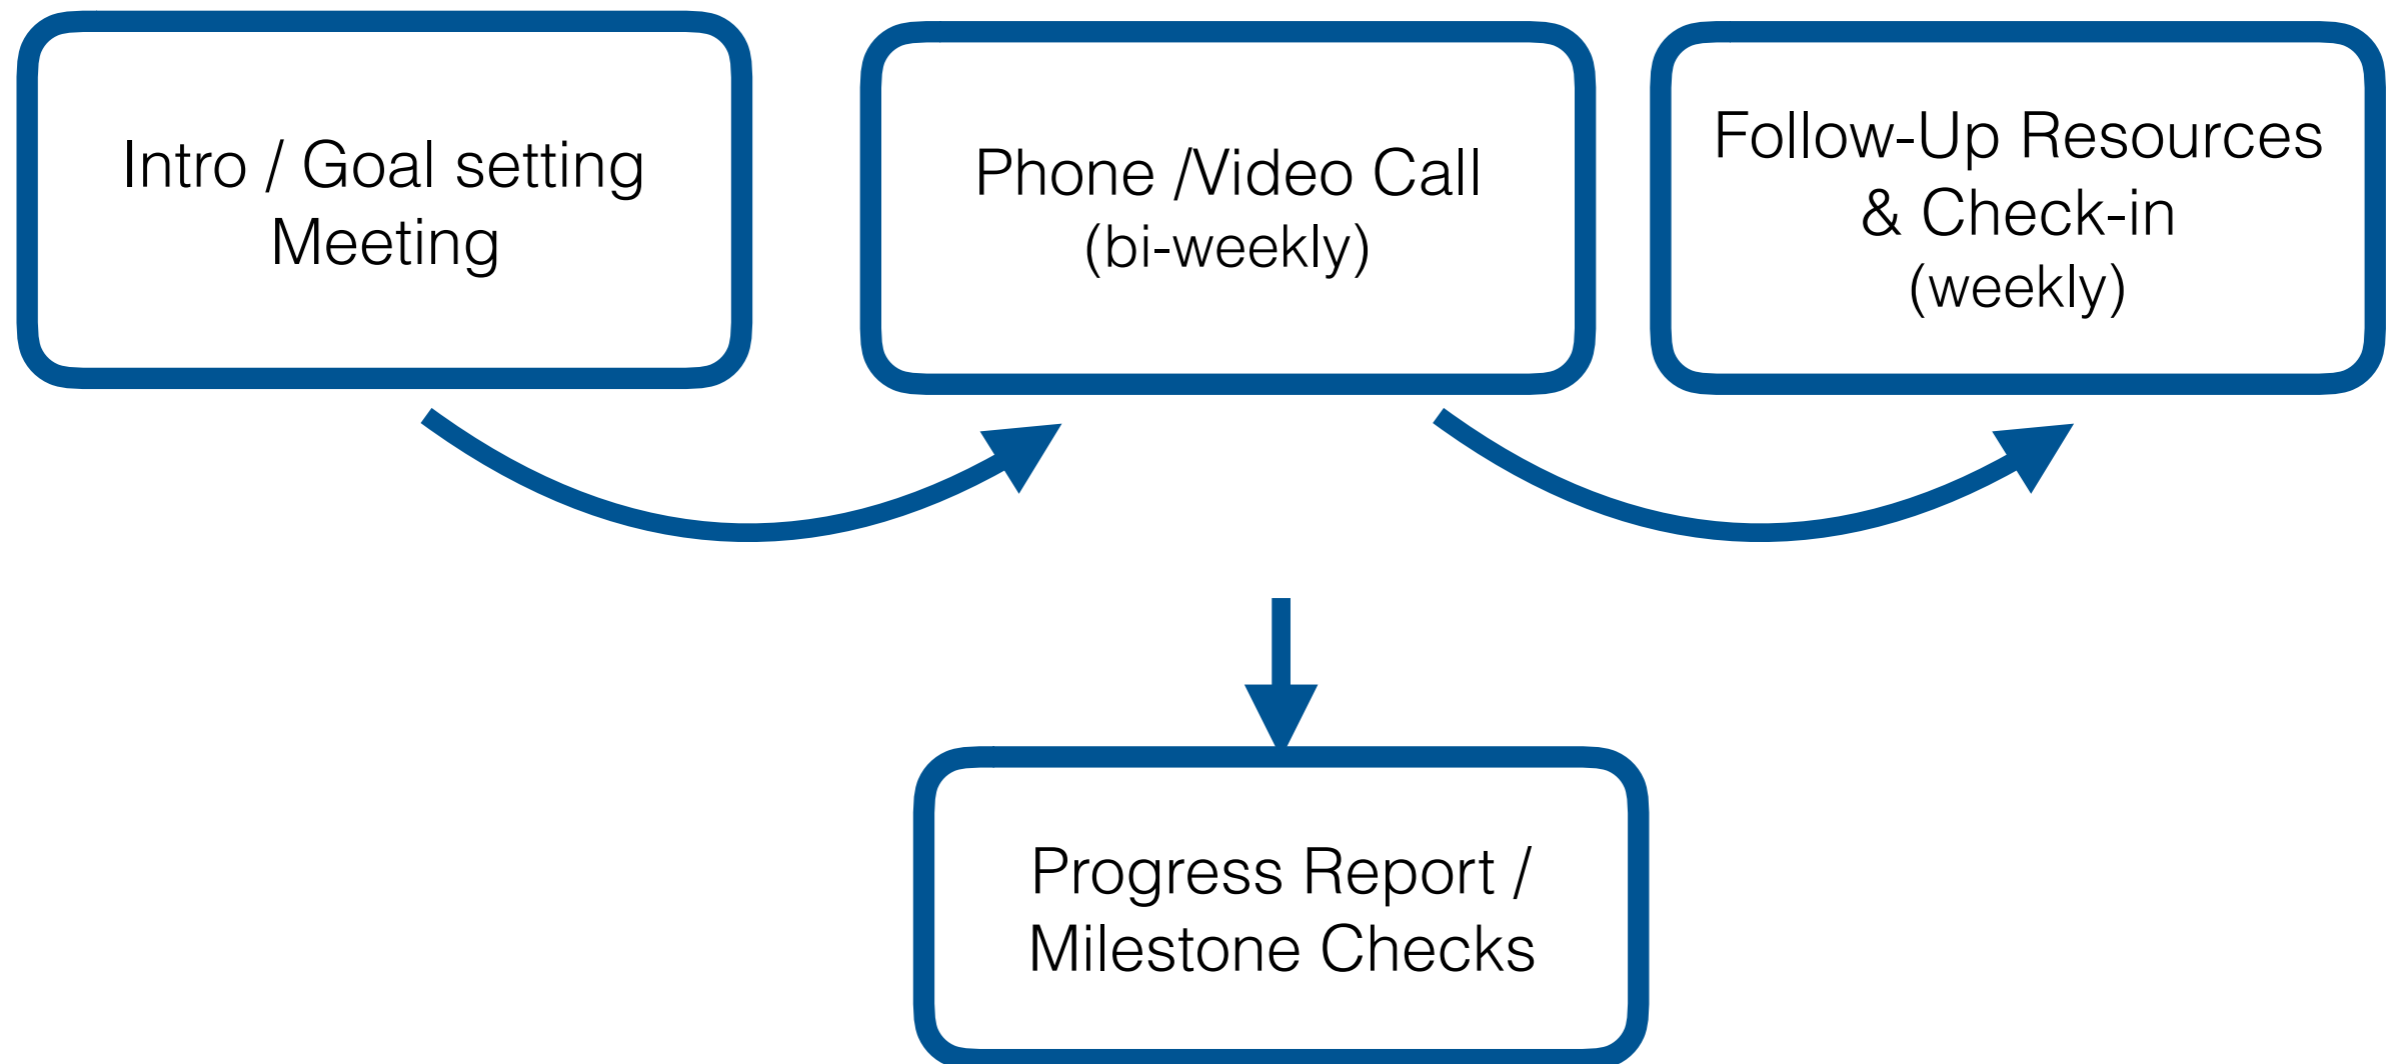 Intro / Goal setting
Meeting
Phone /Video Call
(bi-weekly)
Follow-Up Resources
& Check-in
(weekly)
Progress Report /
Milestone Checks